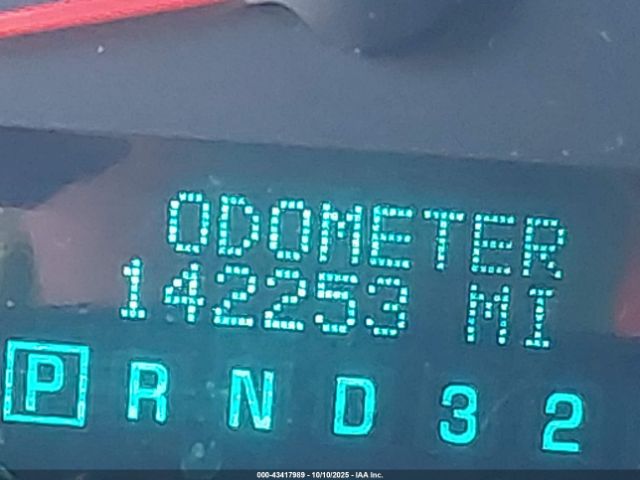 ODOMETER
142253 MI
P R N D 3 2
000-43417989 - 10/10/2025 - IAA Inc.